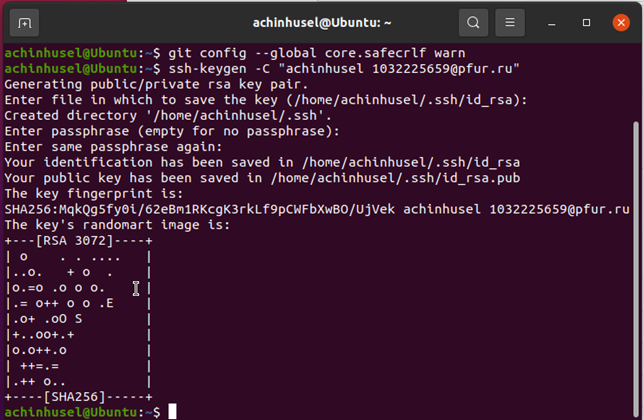 achinhusel@Ubuntu: ~
achinhusel@Ubuntu:~$ git config --global core.safecrlf warn
achinhusel@Ubuntu:~$ ssh-keygen -C "achinhusel 1032225659@pfur.ru"
Generating public/private rsa key pair.
Enter file in which to save the key (/home/achinhusel/.ssh/id_rsa):
Created directory '/home/achinhusel/.ssh'.
Enter passphrase (empty for no passphrase):
Enter same passphrase again:
Your identification has been saved in /home/achinhusel/.ssh/id_rsa
Your public key has been saved in /home/achinhusel/.ssh/id_rsa.pub
The key fingerprint is:
SHA256:MqkQg5fy0i/62eBm1RKcgK3rkLf9pCWFbXwBO/UjVek achinhusel 1032225659@pfur.ru
The key's randomart image is:
+---[RSA 3072]----+
| o    . . ....   |
|..o.   + o  .    |
|o.=o .o o o.     |
|.= o++ o o .E    |
|.o+ .oO S        |
|+..oo+.+         |
|o.o++.o          |
| ++=.=           |
|.++ o..          |
+----[SHA256]-----+
achinhusel@Ubuntu:~$